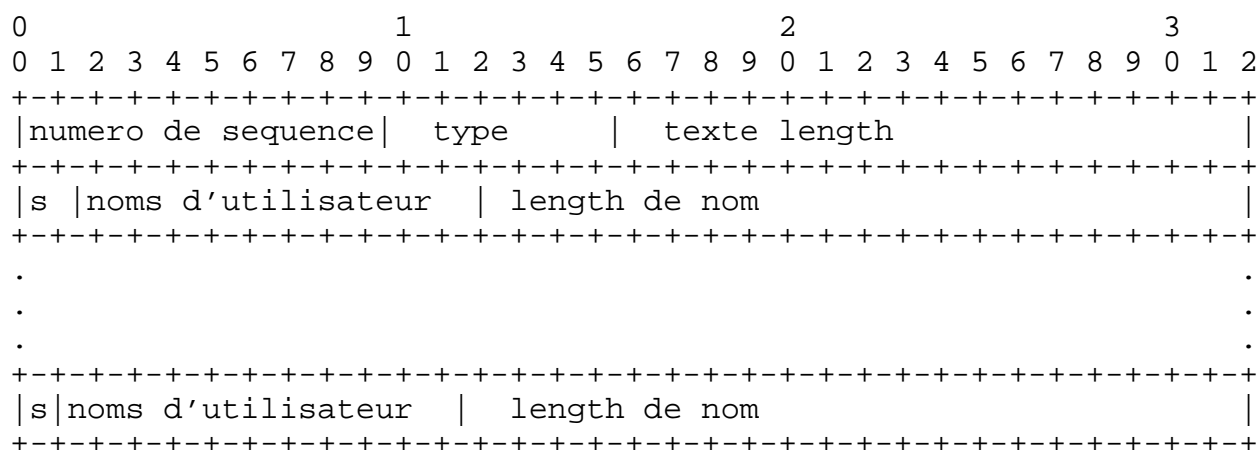 0                   1                   2                   3
0 1 2 3 4 5 6 7 8 9 0 1 2 3 4 5 6 7 8 9 0 1 2 3 4 5 6 7 8 9 0 1 2
+-+-+-+-+-+-+-+-+-+-+-+-+-+-+-+-+-+-+-+-+-+-+-+-+-+-+-+-+-+-+-+-+
|numero de sequence|  type     |  texte length                  |
+-+-+-+-+-+-+-+-+-+-+-+-+-+-+-+-+-+-+-+-+-+-+-+-+-+-+-+-+-+-+-+-+
|s |noms d'utilisateur  | length de nom                         |
+-+-+-+-+-+-+-+-+-+-+-+-+-+-+-+-+-+-+-+-+-+-+-+-+-+-+-+-+-+-+-+-+
.                                                               .
.                                                               .
.                                                               .
+-+-+-+-+-+-+-+-+-+-+-+-+-+-+-+-+-+-+-+-+-+-+-+-+-+-+-+-+-+-+-+-+
|s|noms d'utilisateur  |  length de nom                         |
+-+-+-+-+-+-+-+-+-+-+-+-+-+-+-+-+-+-+-+-+-+-+-+-+-+-+-+-+-+-+-+-+